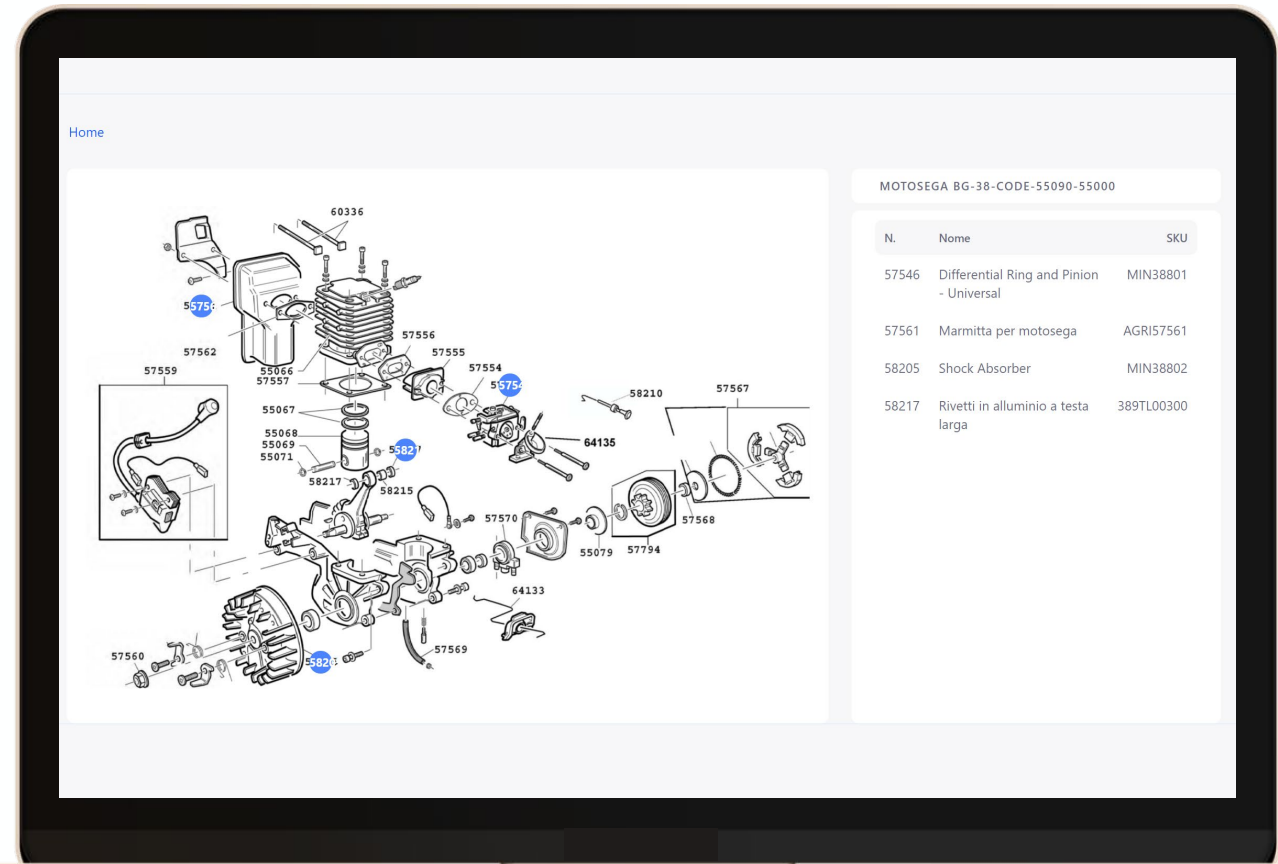 Home
MOTOSEGA BG-38-CODE-55090-55000
N. Nome SKU
57546 Differential Ring and Pinion MIN38801
- Universal
57561 Marmitta per motosega AGRI57561
58205 Shock Absorber MIN38802
58217 Rivetti in alluminio a testa 389TL00300
larga
60336
57562
57556
57555
57559
55066
57557
57554
58210
57567
55067
55068
64135
55069
55071
58217
58215
57570
57568
55079
57794
64133
57569
57560